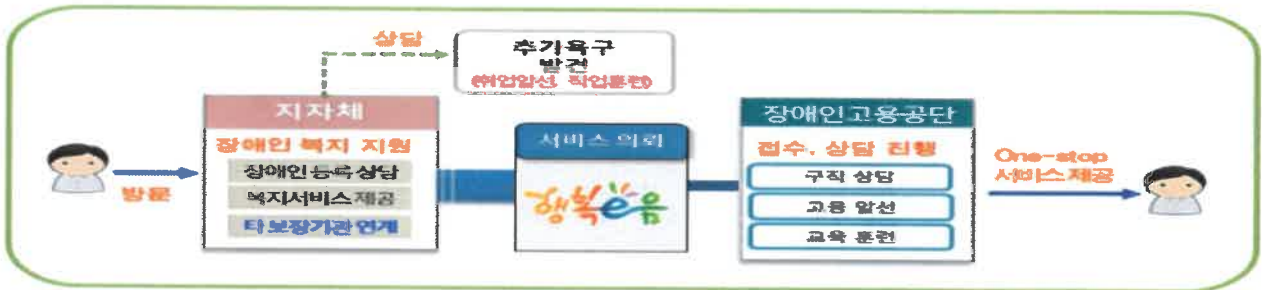 상담
추가욕구
발견
(취업알선, 직업훈련)
지자체
장애인 복지 지원
장애인등록 상담
복지서비스 제공
타 보장기관 연계
방문
서비스 의뢰
행복e음
장애인고용공단
접수, 상담 진행
구직 상담
고용 알선
교육 훈련
One-stop
서비스 제공